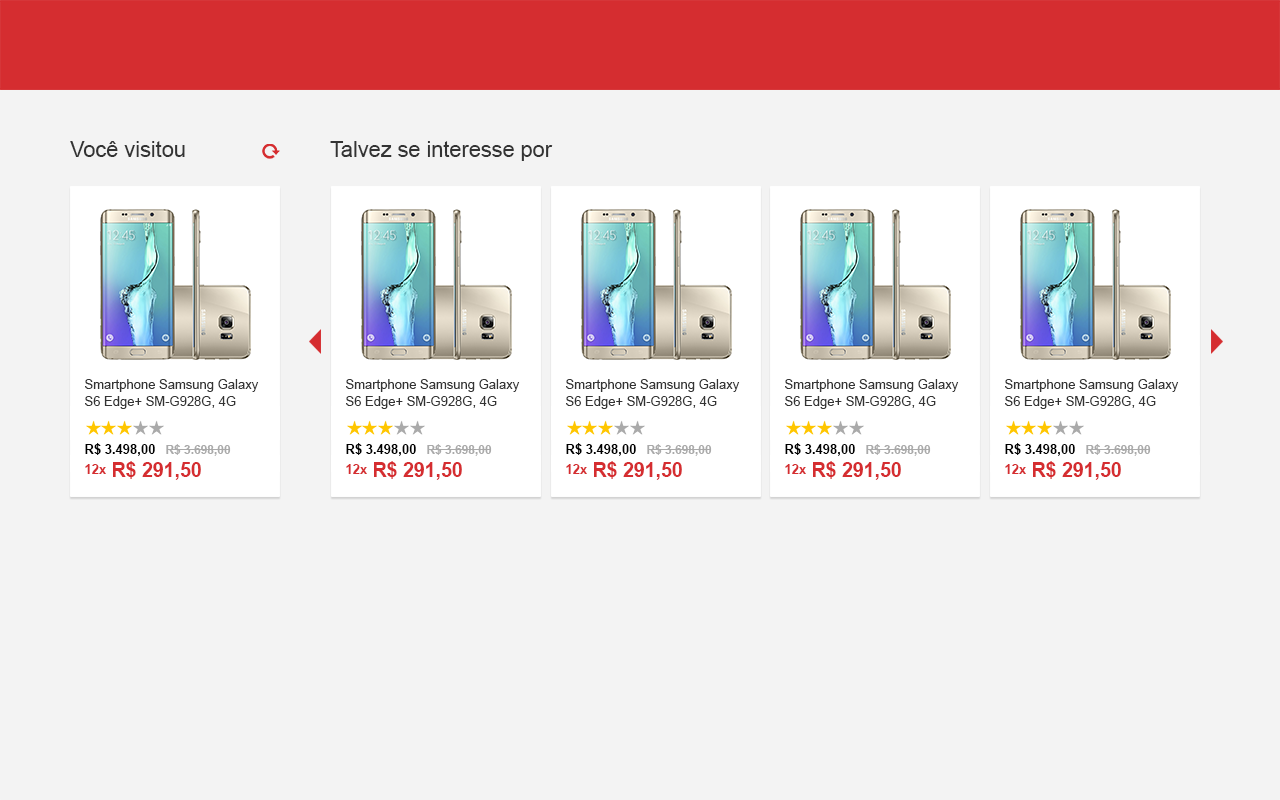 Você visitou
Talvez se interesse por
12:45
Smartphone Samsung Galaxy
S6 Edge+ SM-G928G, 4G
R$ 3.498,00 R$ 3.698,00
12x R$ 291,50
12:45
Smartphone Samsung Galaxy
S6 Edge+ SM-G928G, 4G
R$ 3.498,00 R$ 3.698,00
12x R$ 291,50
12:45
Smartphone Samsung Galaxy
S6 Edge+ SM-G928G, 4G
R$ 3.498,00 R$ 3.698,00
12x R$ 291,50
12:45
Smartphone Samsung Galaxy
S6 Edge+ SM-G928G, 4G
R$ 3.498,00 R$ 3.698,00
12x R$ 291,50
12:45
Smartphone Samsung Galaxy
S6 Edge+ SM-G928G, 4G
R$ 3.498,00 R$ 3.698,00
12x R$ 291,50